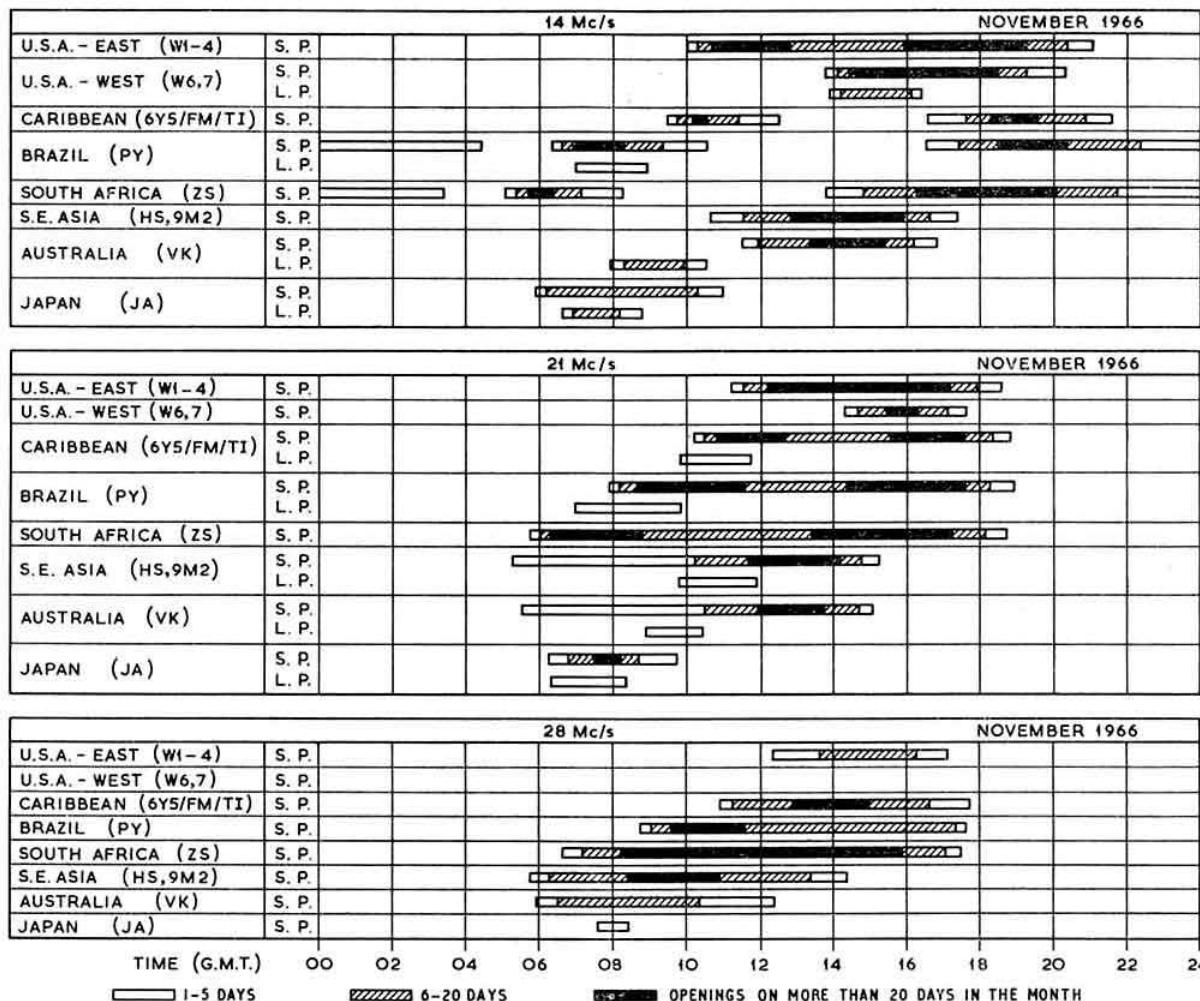 14 Mc/s NOVEMBER 1966
U.S.A. - EAST (W1-4) S. P.
U.S.A. - WEST (W6,7) S. P.
L. P.
CARIBBEAN (6Y5/FM/TI) S. P.
BRAZIL (PY) S. P.
L. P.
SOUTH AFRICA (ZS) S. P.
S.E. ASIA (HS,9M2) S. P.
AUSTRALIA (VK) S. P.
L. P.
JAPAN (JA) S. P.
L. P.
21 Mc/s NOVEMBER 1966
U.S.A. - EAST (W1-4) S. P.
U.S.A. - WEST (W6,7) S. P.
CARIBBEAN (6Y5/FM/TI) S. P.
L. P.
BRAZIL (PY) S. P.
L. P.
SOUTH AFRICA (ZS) S. P.
S.E. ASIA (HS,9M2) S. P.
L. P.
AUSTRALIA (VK) S. P.
L. P.
JAPAN (JA) S. P.
L. P.
28 Mc/s NOVEMBER 1966
U.S.A. - EAST (W1-4) S. P.
U.S.A. - WEST (W6,7) S. P.
CARIBBEAN (6Y5/FM/TI) S. P.
BRAZIL (PY) S. P.
SOUTH AFRICA (ZS) S. P.
S.E. ASIA (HS,9M2) S. P.
AUSTRALIA (VK) S. P.
JAPAN (JA) S. P.
TIME (G.M.T.) 00 02 04 06 08 10 12 14 16 18 20 22 24
1-5 DAYS 6-20 DAYS OPENINGS ON MORE THAN 20 DAYS IN THE MONTH